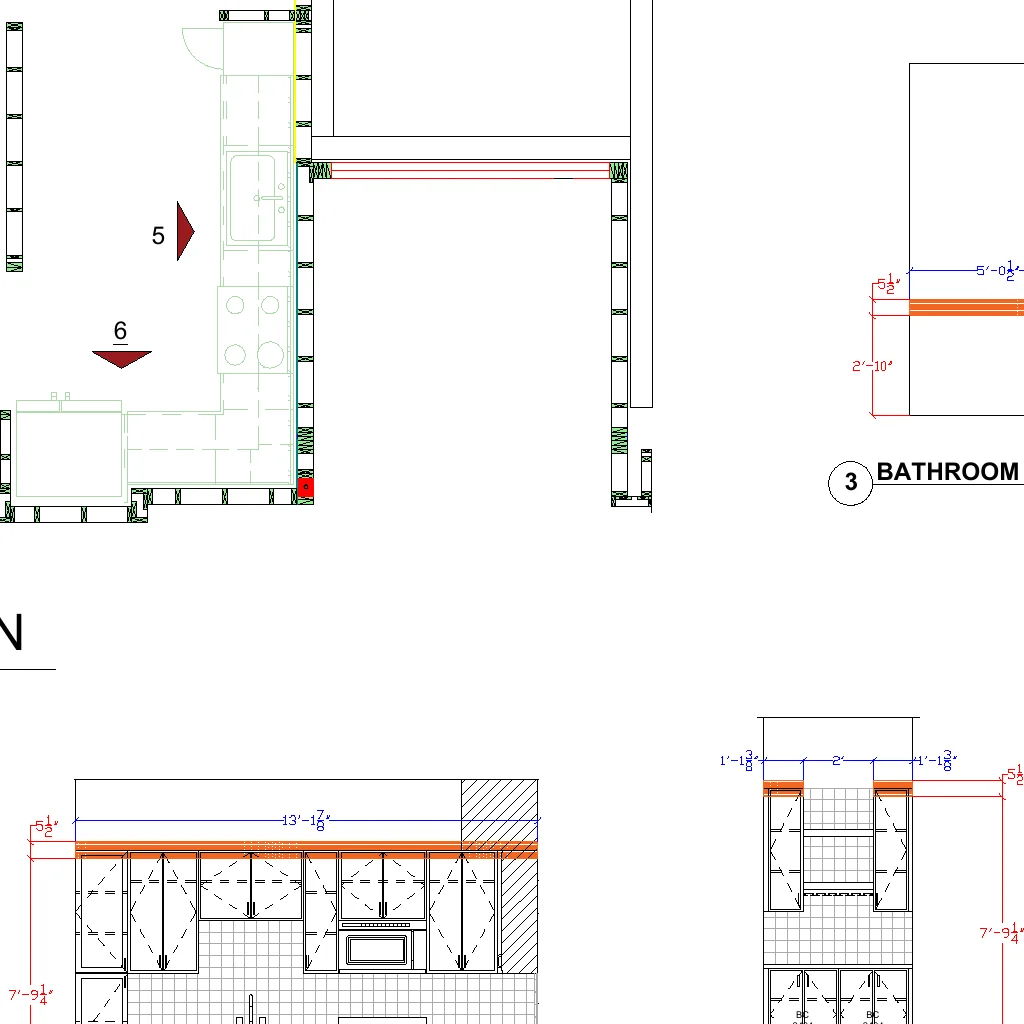 5
6
5'-0 1/2"
5 1/2"
2'-10"
3 BATHROOM
N
1'-1 3/8" 2' 1'-1 3/8"
5 1/2
13'-1 7/8"
5 1/2"
7'-9 1/4"
7'-9 1/4"
BC